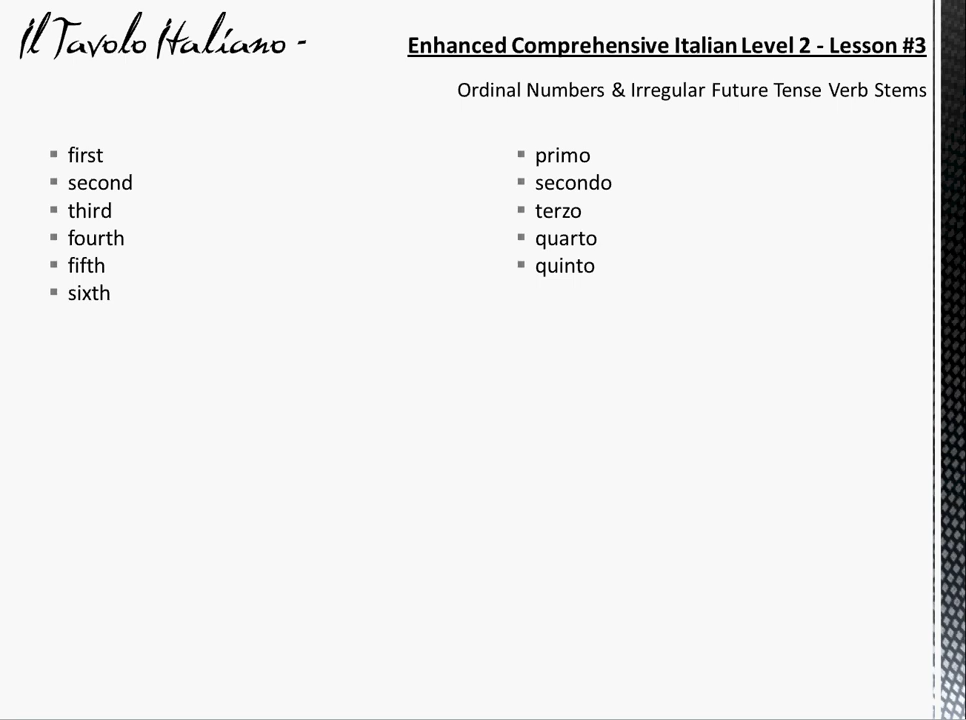 Il Tavolo Italiano -
Enhanced Comprehensive Italian Level 2 - Lesson #3
Ordinal Numbers & Irregular Future Tense Verb Stems
▪ first
▪ second
▪ third
▪ fourth
▪ fifth
▪ sixth
▪ primo
▪ secondo
▪ terzo
▪ quarto
▪ quinto